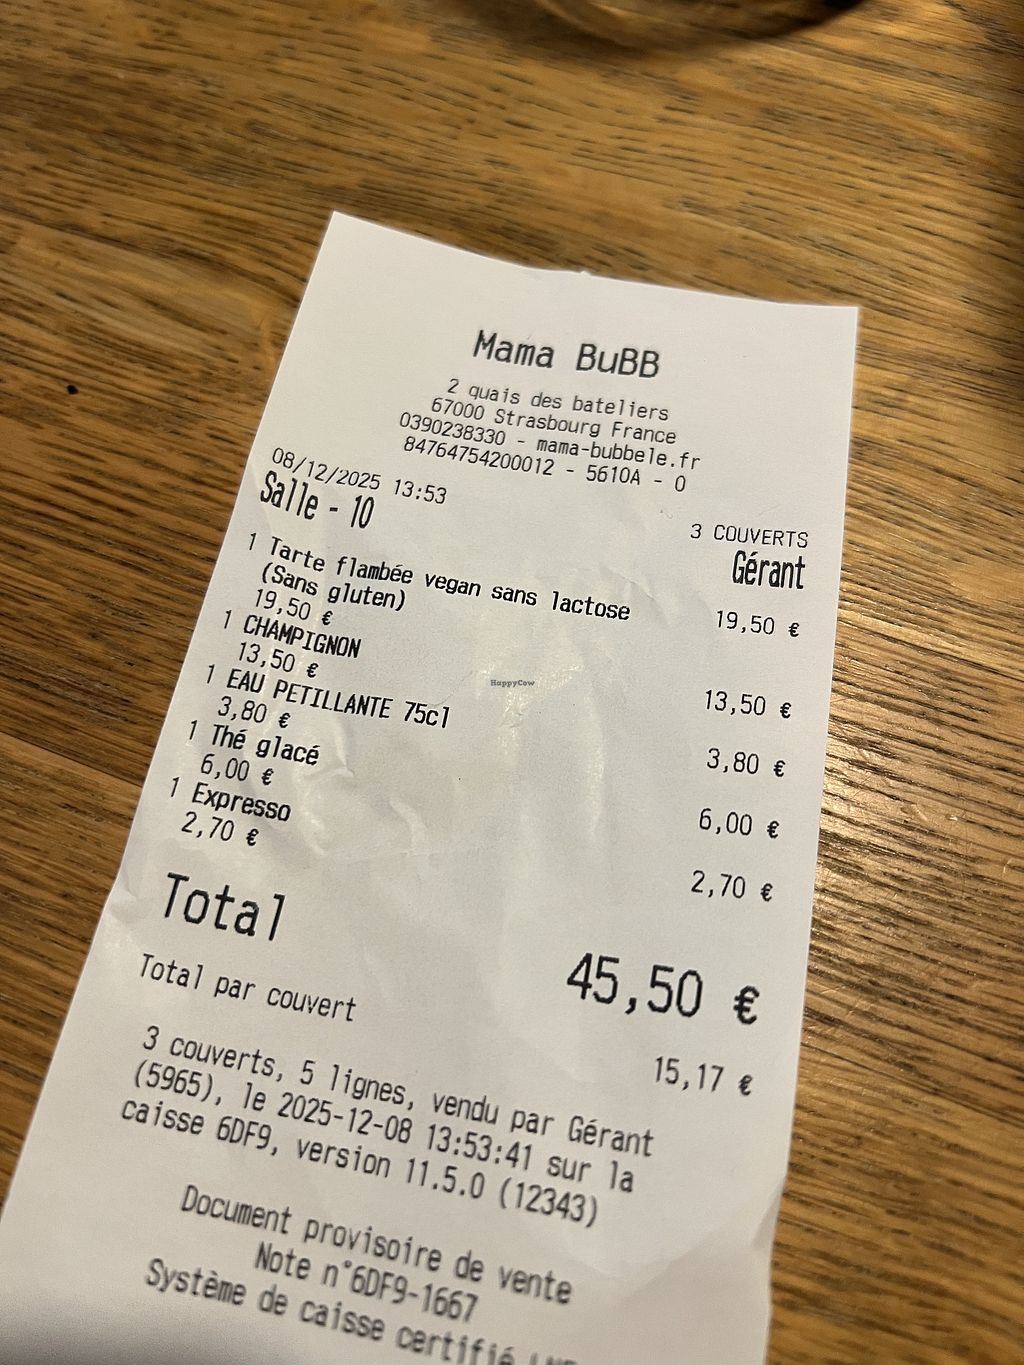 Mama BuBB
2 quais des bateliers
67000 Strasbourg France
0390238330 - mama-bubbele.fr
84764754200012 - 5610A - 0
08/12/2025 13:53
3 COUVERTS
Salle - 10
Gérant
1 Tarte flambée vegan sans lactose
(Sans gluten)
19,50 €
19,50 €
1 CHAMPIGNON
13,50 €
13,50 €
1 EAU PETILLANTE 75cl
3,80 €
3,80 €
1 Thé glacé
6,00 €
6,00 €
1 Expresso
2,70 €
2,70 €
Total
45,50 €
Total par couvert
15,17 €
3 couverts, 5 lignes, vendu par Gérant
(5965), le 2025-12-08 13:53:41 sur la
caisse 6DF9, version 11.5.0 (12343)
Document provisoire de vente
Note n°6DF9-1667
Système de caisse certifié
HappyCow